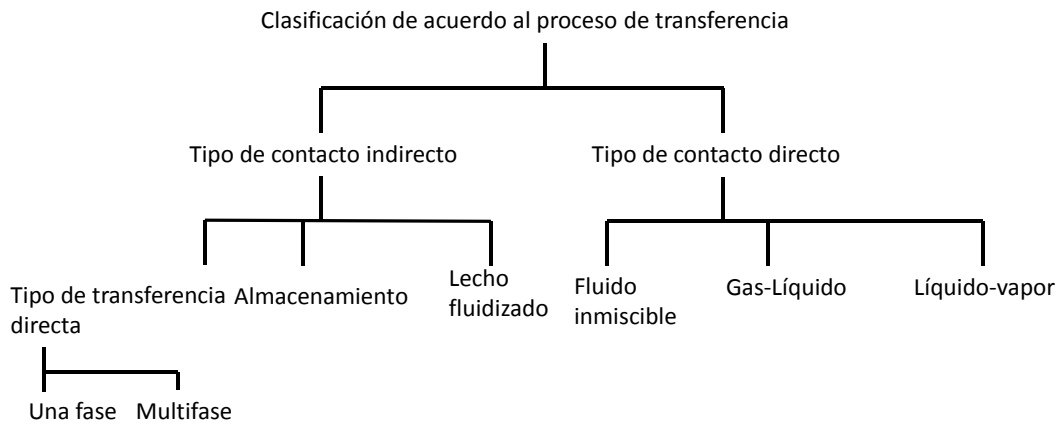 Clasificación de acuerdo al proceso de transferencia
Tipo de contacto indirecto
Tipo de contacto directo
Tipo de transferencia
directa
Almacenamiento
Lecho
fluidizado
Fluido
inmiscible
Gas-Líquido
Líquido-vapor
Una fase
Multifase